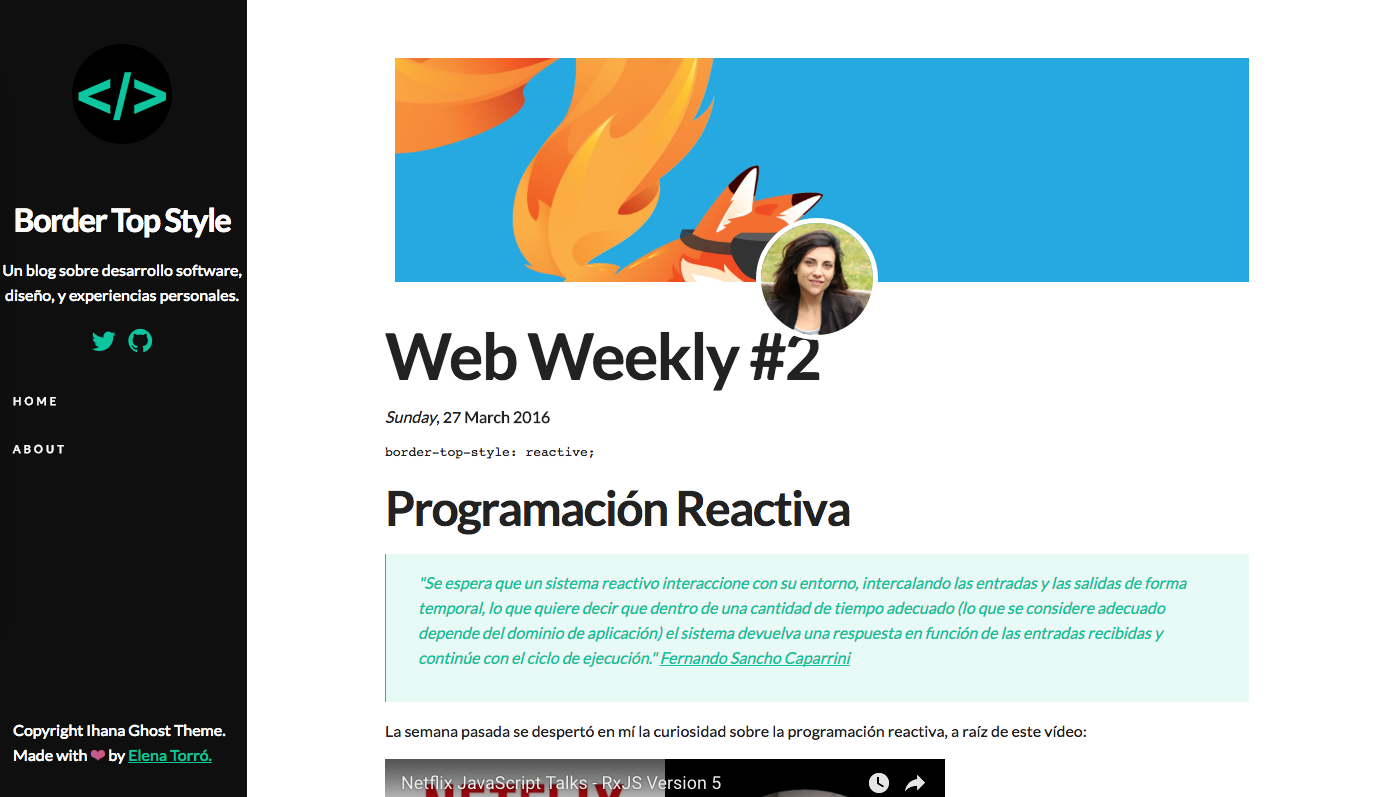 </>
Border Top Style
Un blog sobre desarrollo software,
diseño, y experiencias personales.
HOME
ABOUT
Copyright Ihana Ghost Theme.
Made with ❤ by Elena Torró.
Web Weekly #2
Sunday, 27 March 2016
border-top-style: reactive;
Programación Reactiva
"Se espera que un sistema reactivo interaccione con su entorno, intercalando las entradas y las salidas de forma
temporal, lo que quiere decir que dentro de una cantidad de tiempo adecuado (lo que se considere adecuado
depende del dominio de aplicación) el sistema devuelva una respuesta en función de las entradas recibidas y
continúe con el ciclo de ejecución." Fernando Sancho Caparrini
La semana pasada se despertó en mí la curiosidad sobre la programación reactiva, a raíz de este vídeo:
Netflix JavaScript Talks - RxJS Version 5
NETFLIX